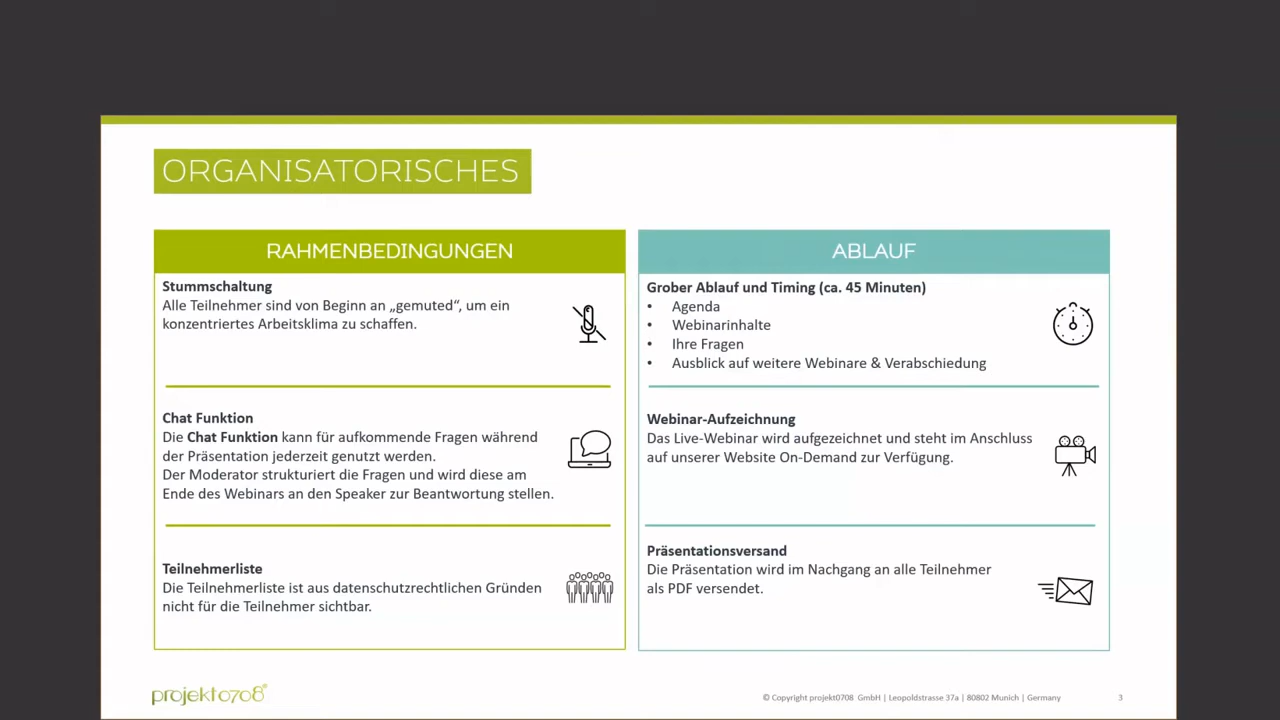 ORGANISATORISCHES
RAHMENBEDINGUNGEN
Stummschaltung
Alle Teilnehmer sind von Beginn an „gemuted“, um ein
konzentriertes Arbeitsklima zu schaffen.
Chat Funktion
Die Chat Funktion kann für aufkommende Fragen während
der Präsentation jederzeit genutzt werden.
Der Moderator strukturiert die Fragen und wird diese am
Ende des Webinars an den Speaker zur Beantwortung stellen.
Teilnehmerliste
Die Teilnehmerliste ist aus datenschutzrechtlichen Gründen
nicht für die Teilnehmer sichtbar.
ABLAUF
Grober Ablauf und Timing (ca. 45 Minuten)
• Agenda
• Webinarinhalte
• Ihre Fragen
• Ausblick auf weitere Webinare & Verabschiedung
Webinar-Aufzeichnung
Das Live-Webinar wird aufgezeichnet und steht im Anschluss
auf unserer Website On-Demand zur Verfügung.
Präsentationsversand
Die Präsentation wird im Nachgang an alle Teilnehmer
als PDF versendet.
projekt0708®
© Copyright projekt0708 GmbH | Leopoldstrasse 37a | 80802 Munich | Germany
3